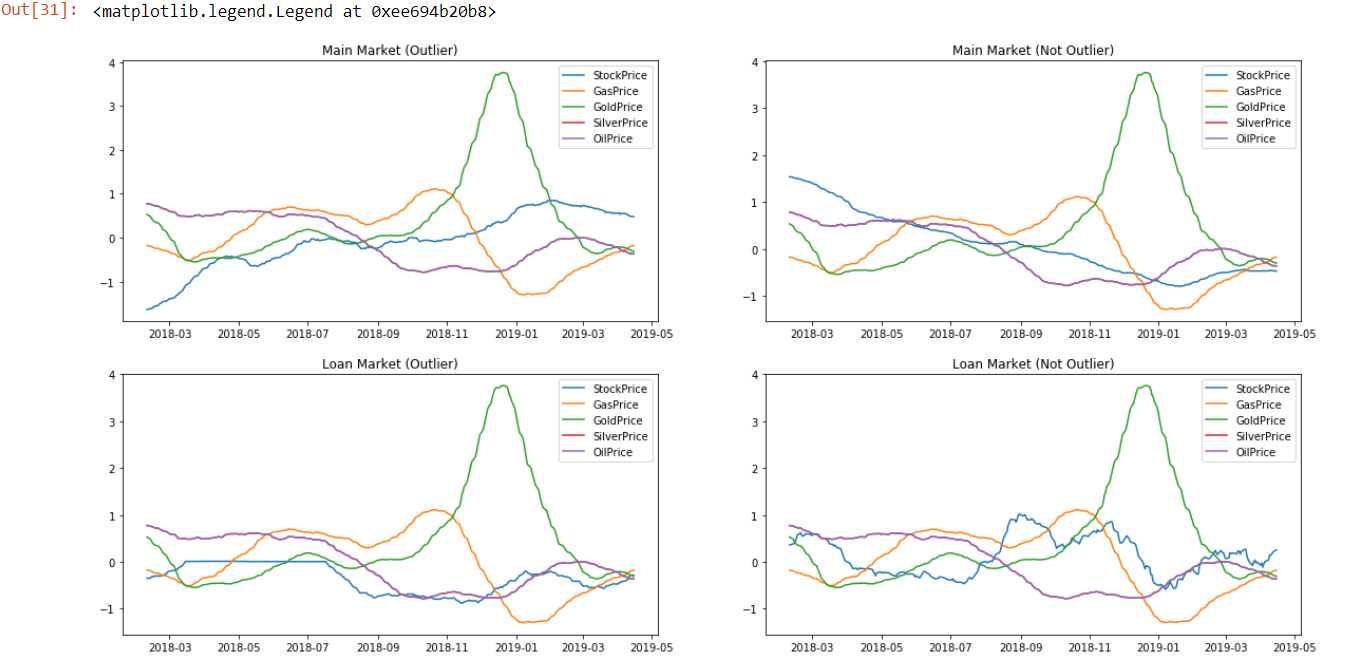 Out[31]: <matplotlib.legend.Legend at 0xee694b20b8>
Main Market (Outlier)
4
3
2
1
0
−1
StockPrice
GasPrice
GoldPrice
SilverPrice
OilPrice
2018-03 2018-05 2018-07 2018-09 2018-11 2019-01 2019-03 2019-05
Main Market (Not Outlier)
4
3
2
1
0
−1
StockPrice
GasPrice
GoldPrice
SilverPrice
OilPrice
2018-03 2018-05 2018-07 2018-09 2018-11 2019-01 2019-03 2019-05
Loan Market (Outlier)
4
3
2
1
0
−1
StockPrice
GasPrice
GoldPrice
SilverPrice
OilPrice
2018-03 2018-05 2018-07 2018-09 2018-11 2019-01 2019-03 2019-05
Loan Market (Not Outlier)
4
3
2
1
0
−1
StockPrice
GasPrice
GoldPrice
SilverPrice
OilPrice
2018-03 2018-05 2018-07 2018-09 2018-11 2019-01 2019-03 2019-05